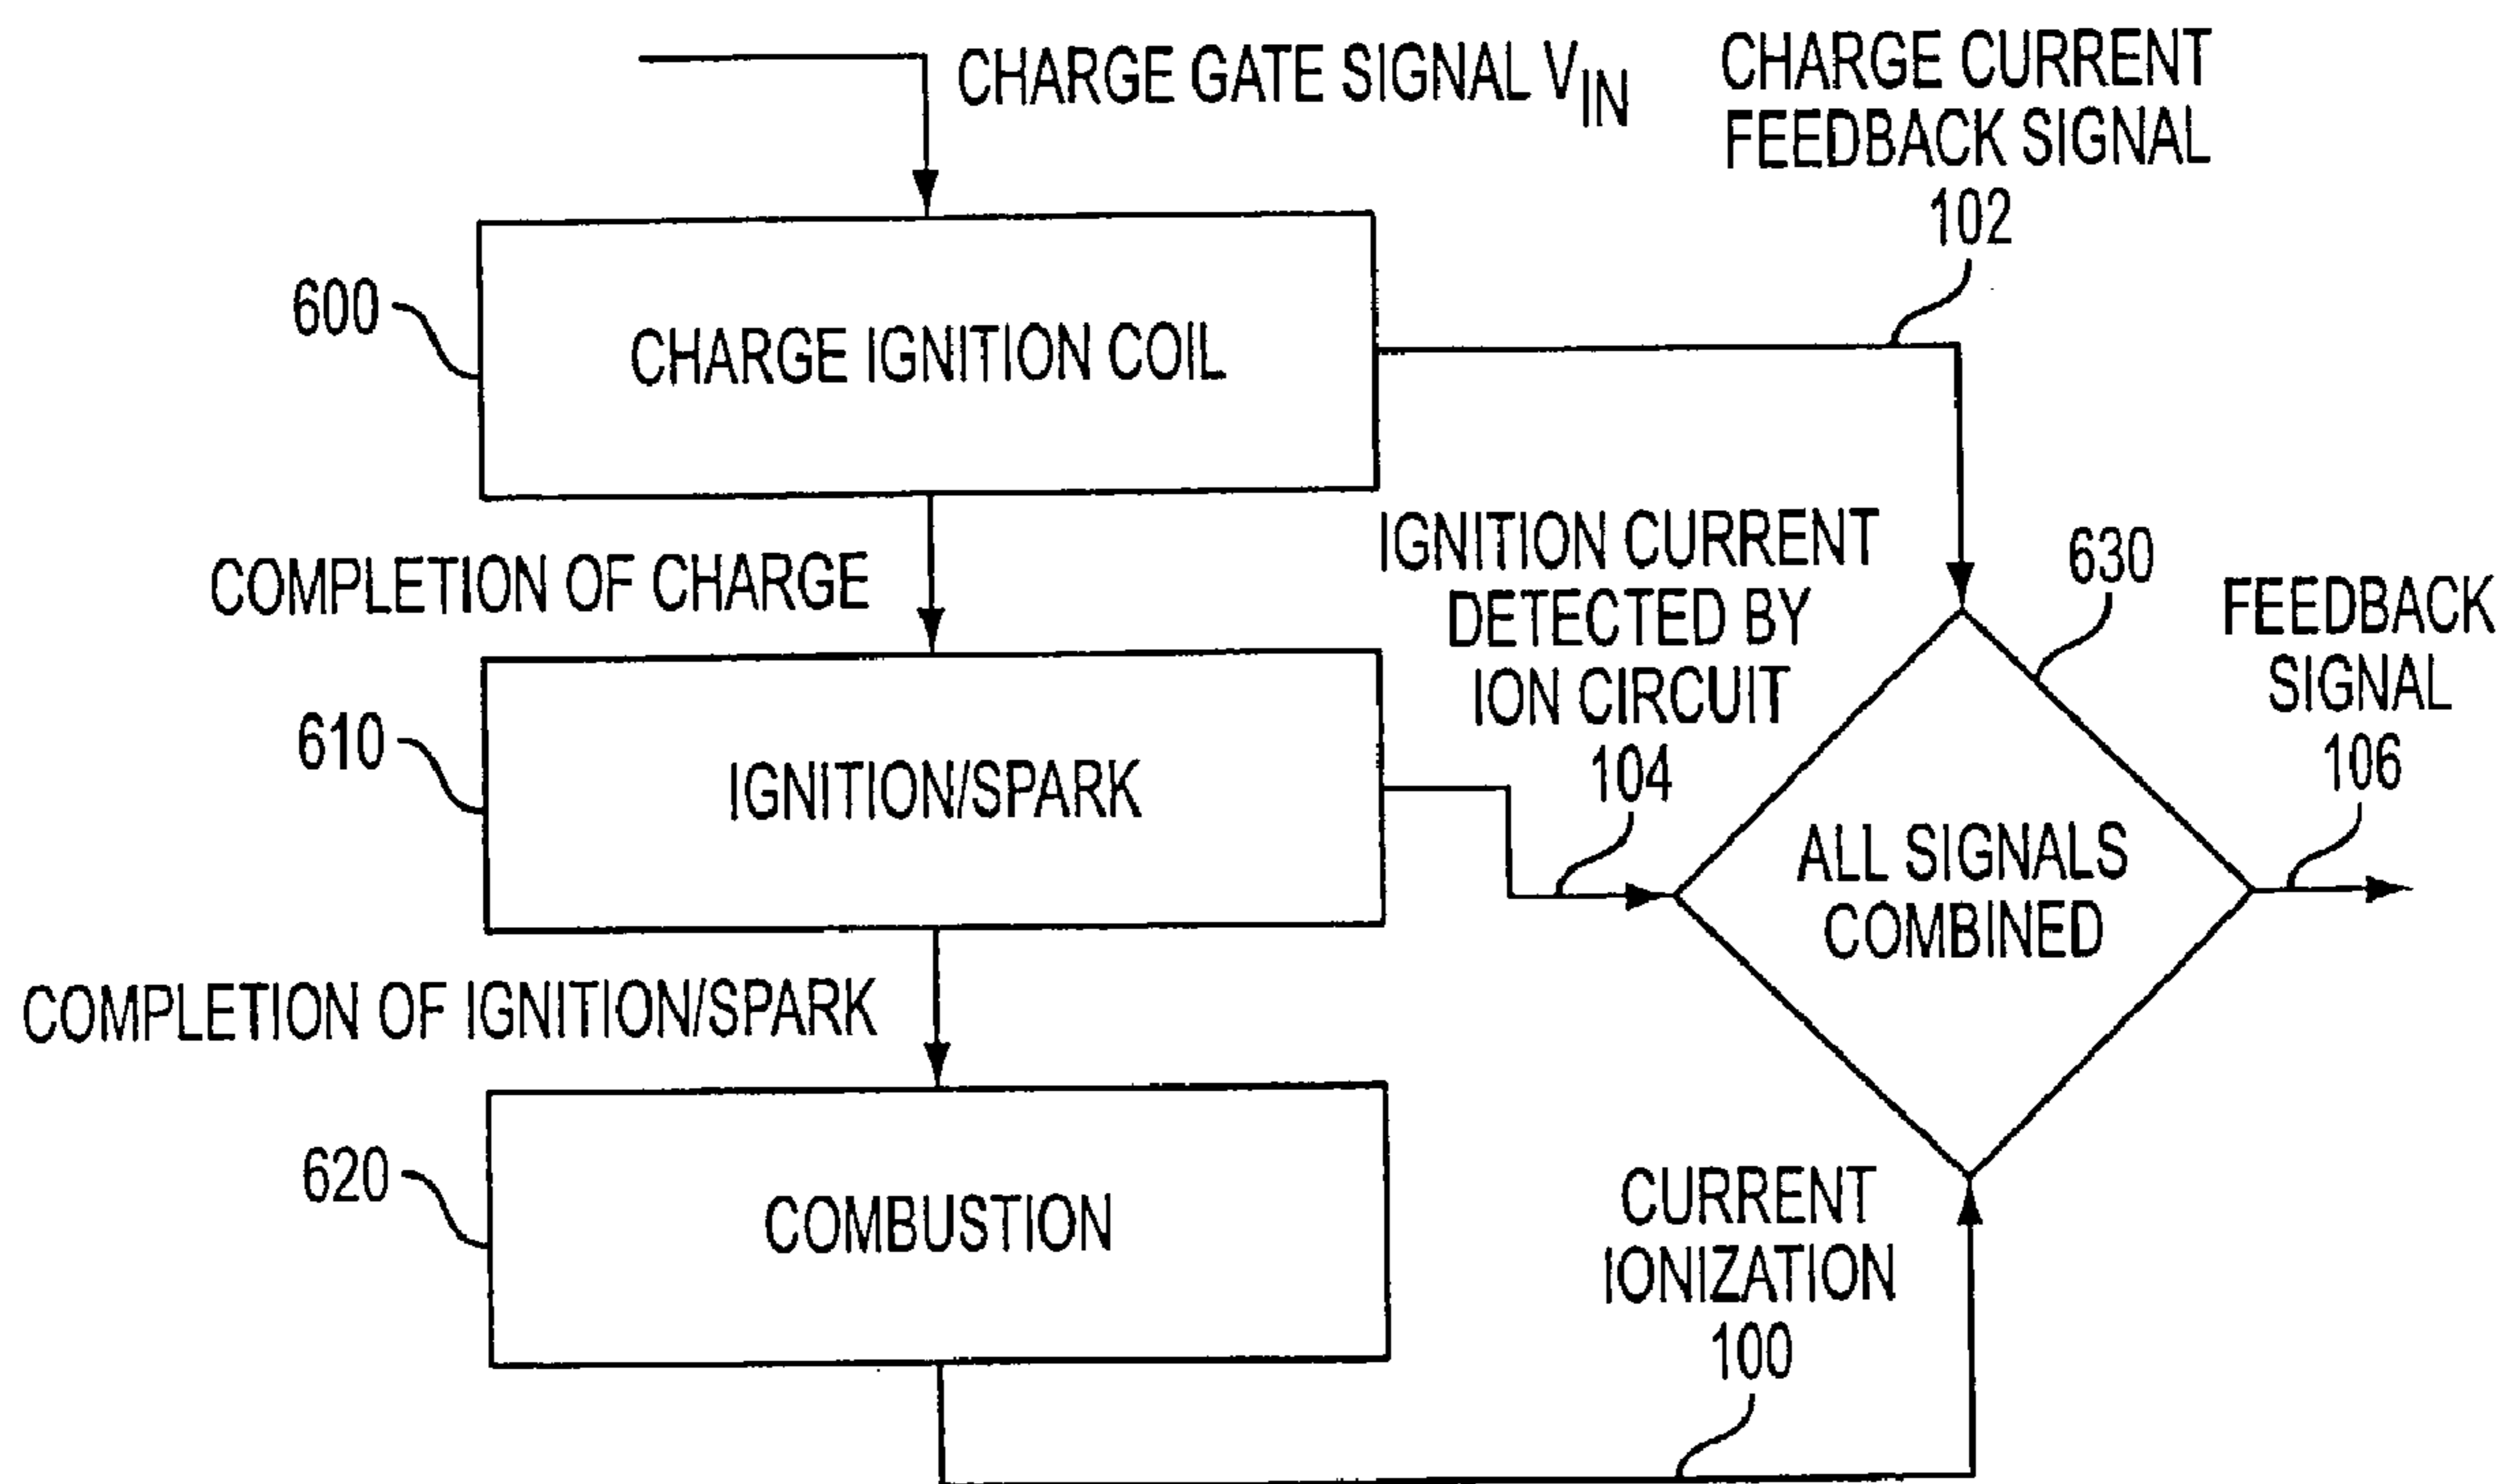 CHARGE GATE SIGNAL VIN
CHARGE CURRENT
FEEDBACK SIGNAL
102
600
CHARGE IGNITION COIL
COMPLETION OF CHARGE
IGNITION CURRENT
DETECTED BY
ION CIRCUIT
104
630
FEEDBACK
SIGNAL
106
610
IGNITION/SPARK
ALL SIGNALS
COMBINED
COMPLETION OF IGNITION/SPARK
620
COMBUSTION
CURRENT
IONIZATION
100